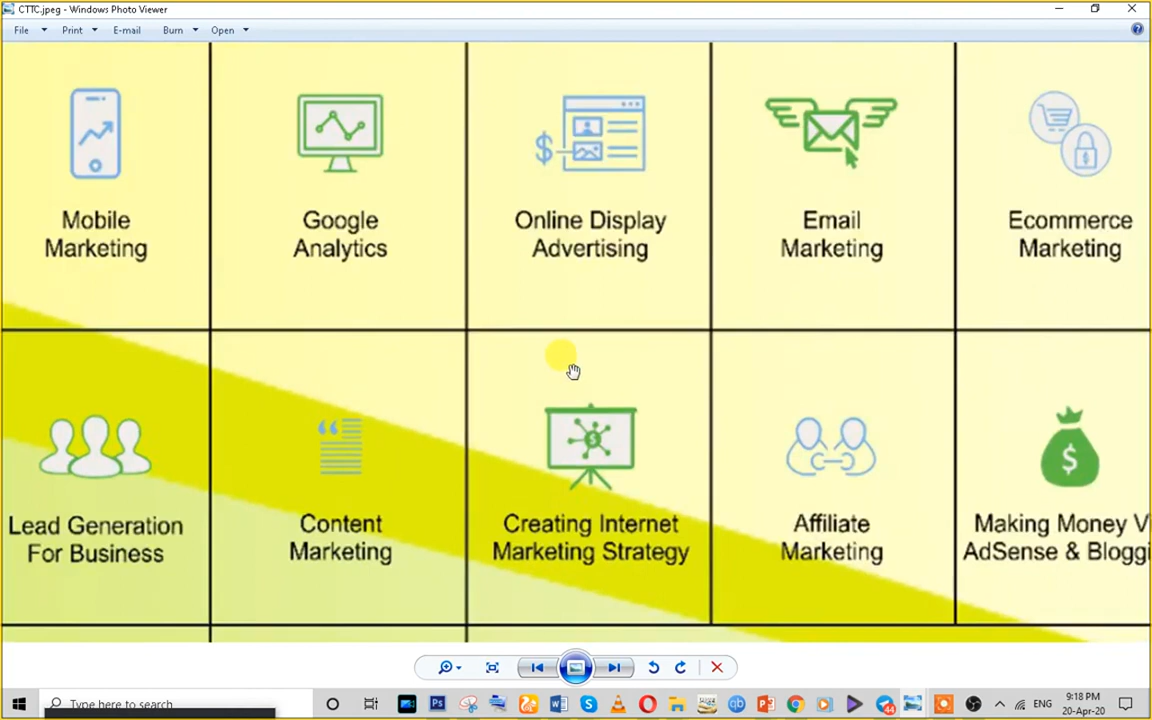 CTTC.jpeg - Windows Photo Viewer
File Print E-mail Burn Open
Mobile Marketing
Google Analytics
Online Display Advertising
Email Marketing
Ecommerce Marketing
Lead Generation For Business
Content Marketing
Creating Internet Marketing Strategy
Affiliate Marketing
Making Money
AdSense &
Type here to search
44
ENG
9:18 PM
20-Apr-20